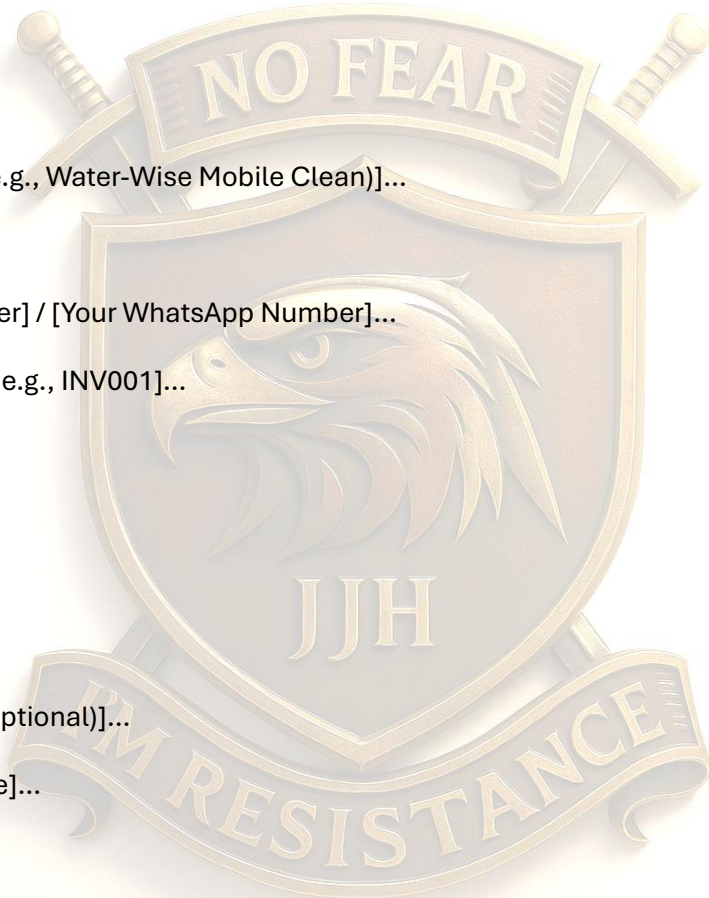 NO FEAR
e.g., Water-Wise Mobile Clean)]...
er] / [Your WhatsApp Number]...
e.g., INV001]...
JJH
ptional)]...
I'M RESISTANCE
e]...